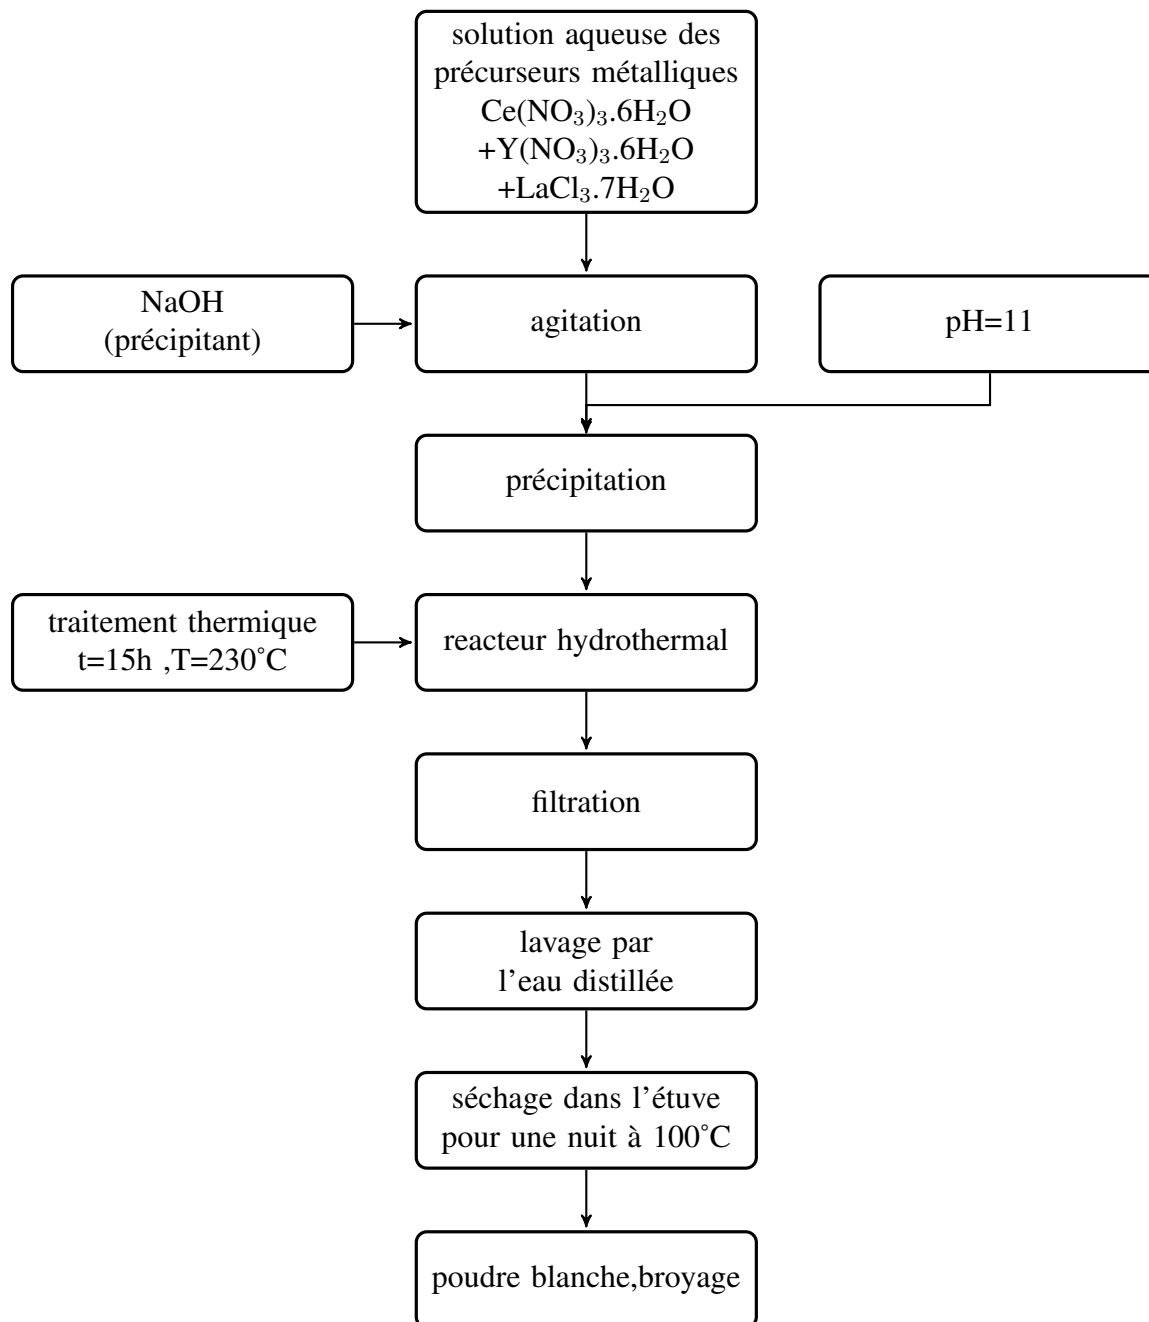 solution aqueuse des
précurseurs métalliques
Ce(NO₃)₃.6H₂O
+Y(NO₃)₃.6H₂O
+LaCl₃.7H₂O
NaOH
(précipitant)
agitation
pH=11
précipitation
traitement thermique
t=15h ,T=230°C
reacteur hydrothermal
filtration
lavage par
l'eau distillée
séchage dans l'étuve
pour une nuit à 100°C
poudre blanche,broyage